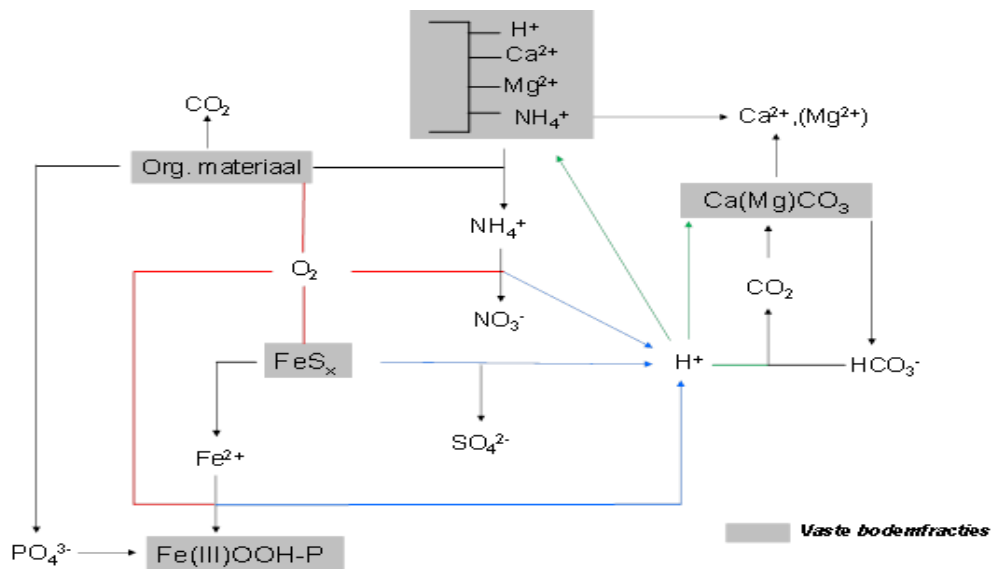 H⁺
Ca²⁺
Mg²⁺
NH₄⁺
CO₂
Ca²⁺,(Mg²⁺)
Org. materiaal
Ca(Mg)CO₃
NH₄⁺
O₂
CO₂
NO₃⁻
FeSₓ
H⁺
HCO₃⁻
SO₄²⁻
Fe²⁺
Vaste bodemfracties
PO₄³⁻
Fe(III)OOH-P